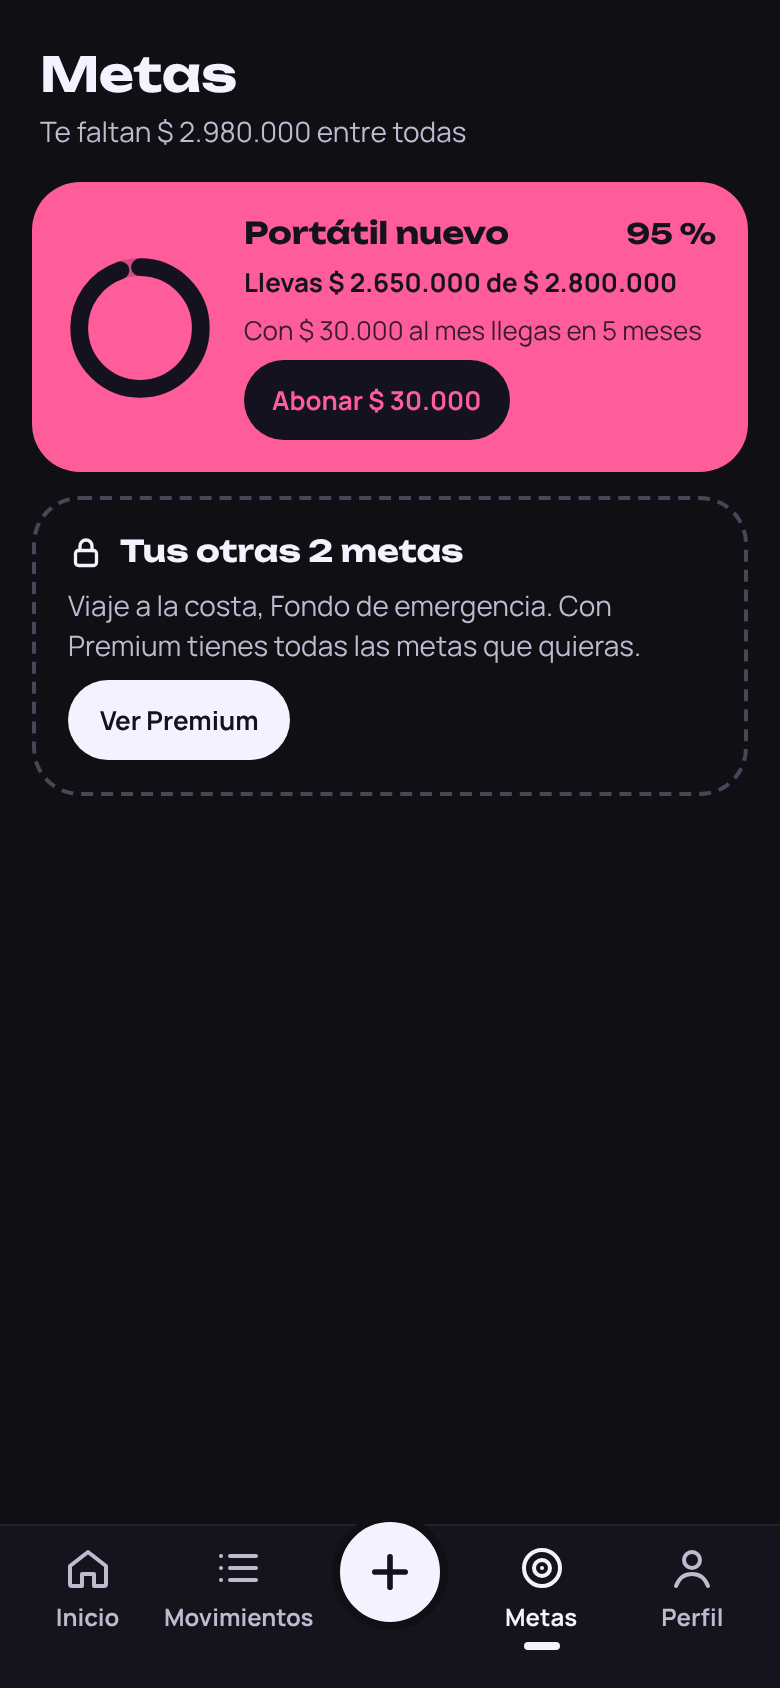 Metas
Te faltan $ 2.980.000 entre todas
Portátil nuevo 95 %
Llevas $ 2.650.000 de $ 2.800.000
Con $ 30.000 al mes llegas en 5 meses
Abonar $ 30.000
Tus otras 2 metas
Viaje a la costa, Fondo de emergencia. Con
Premium tienes todas las metas que quieras.
Ver Premium
Inicio Movimientos Metas Perfil